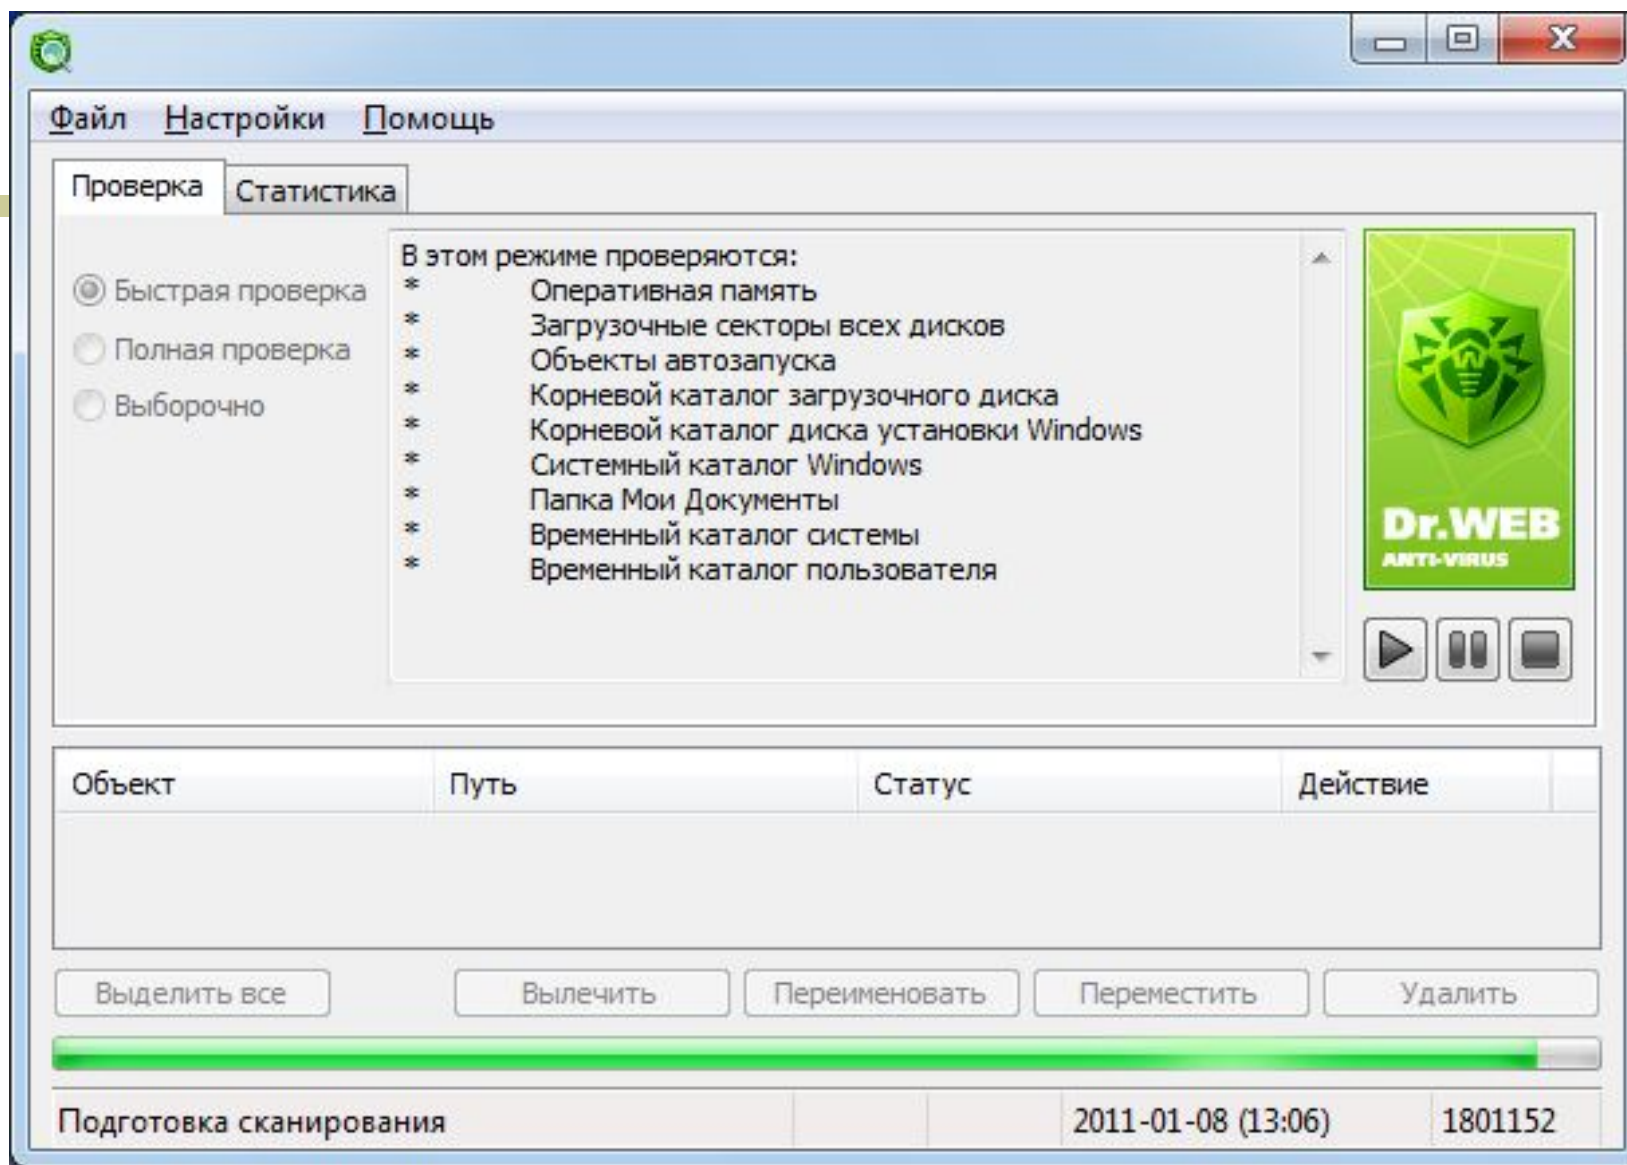 Файл Настройки Помощь
Проверка Статистика
Быстрая проверка
Полная проверка
Выборочно
В этом режиме проверяются:
* Оперативная память
* Загрузочные секторы всех дисков
* Объекты автозапуска
* Корневой каталог загрузочного диска
* Корневой каталог диска установки Windows
* Системный каталог Windows
* Папка Мои Документы
* Временный каталог системы
* Временный каталог пользователя
W
Dr.WEB
ANTI-VIRUS
Объект Путь Статус Действие
Выделить все Вылечить Переименовать Переместить Удалить
Подготовка сканирования 2011-01-08 (13:06) 1801152